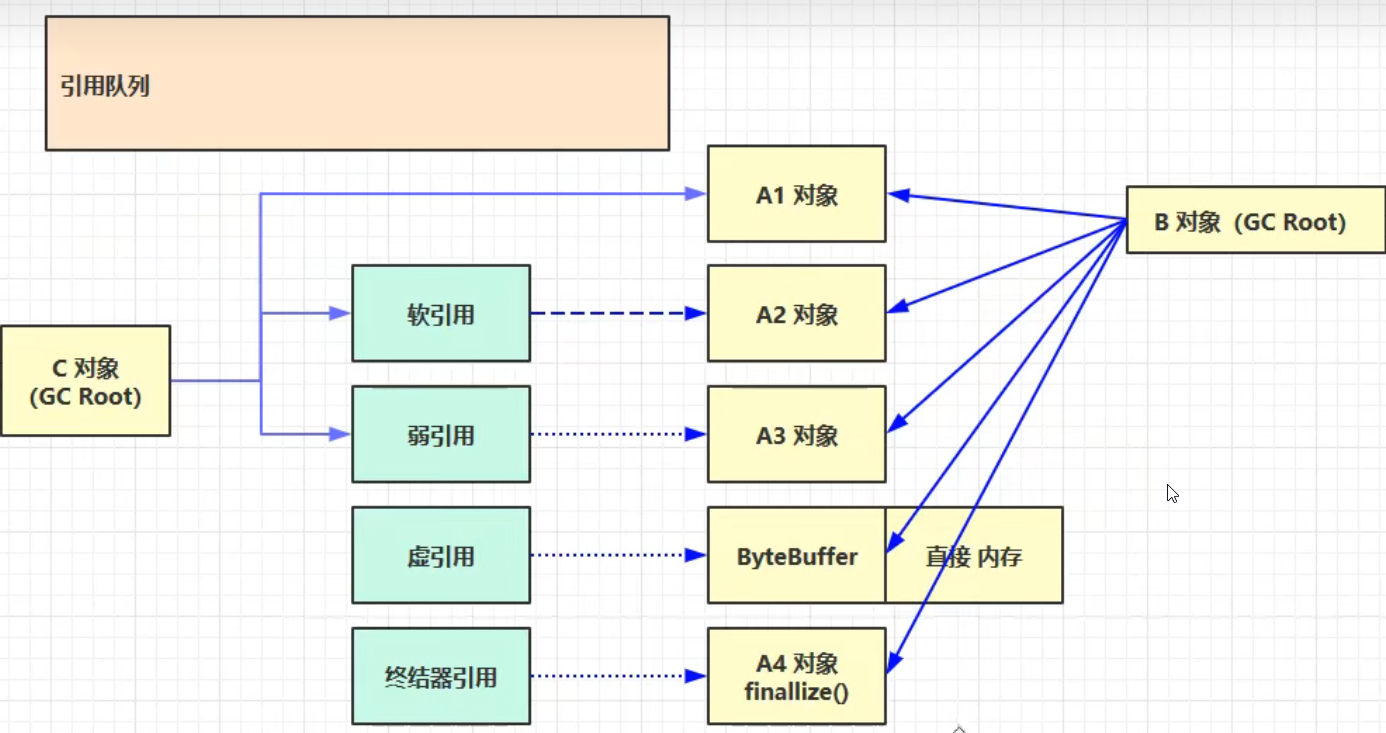 引用队列
A1 对象
B 对象（GC Root）
软引用
A2 对象
C 对象
(GC Root)
弱引用
A3 对象
虚引用
ByteBuffer
直接 内存
终结器引用
A4 对象
finallize()